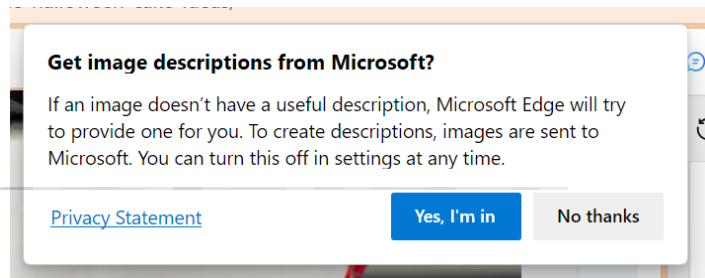 Get image descriptions from Microsoft?
If an image doesn’t have a useful description, Microsoft Edge will try
to provide one for you. To create descriptions, images are sent to
Microsoft. You can turn this off in settings at any time.
Privacy Statement
Yes, I'm in
No thanks